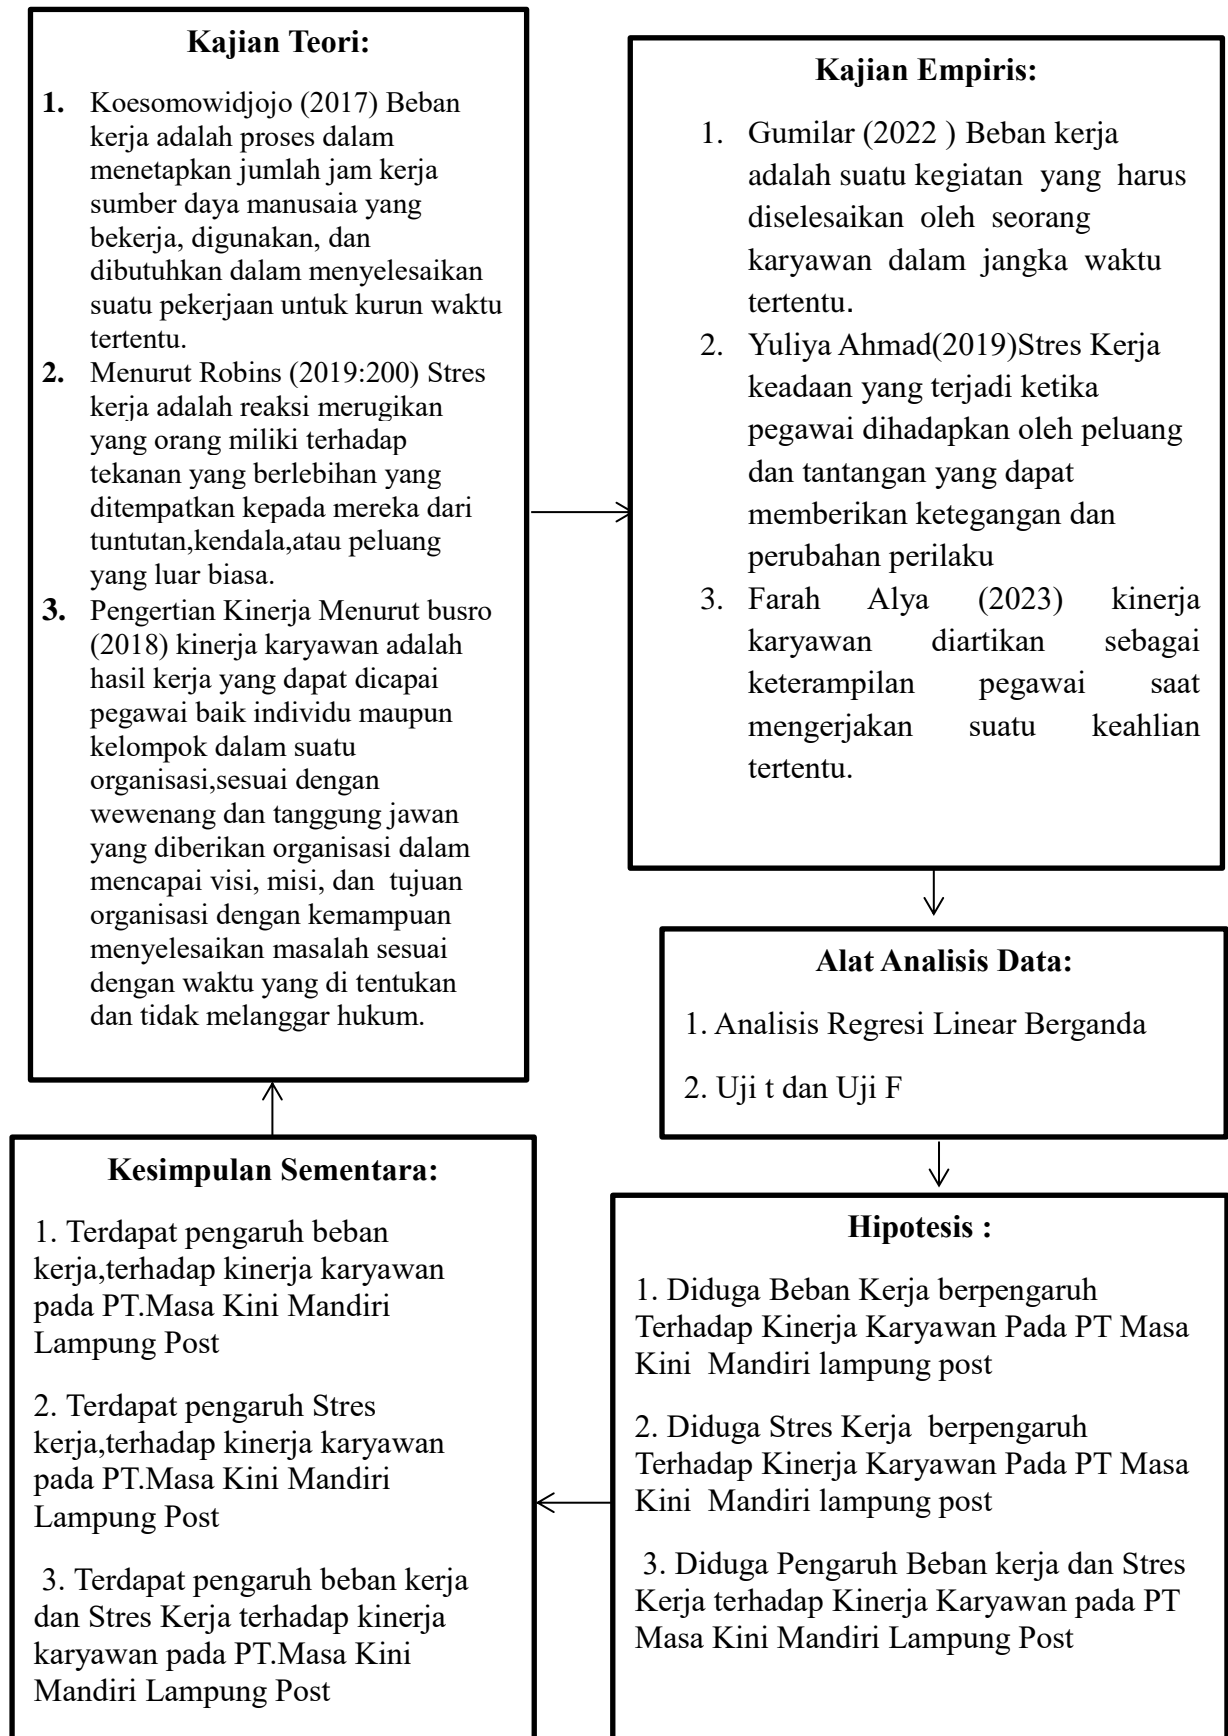 Kajian Teori:
1. Koesomowidjojo (2017) Beban
kerja adalah proses dalam
menetapkan jumlah jam kerja
sumber daya manusaia yang
bekerja, digunakan, dan
dibutuhkan dalam menyelesaikan
suatu pekerjaan untuk kurun waktu
tertentu.
2. Menurut Robins (2019:200) Stres
kerja adalah reaksi merugikan
yang orang miliki terhadap
tekanan yang berlebihan yang
ditempatkan kepada mereka dari
tuntutan,kendala,atau peluang
yang luar biasa.
3. Pengertian Kinerja Menurut busro
(2018) kinerja karyawan adalah
hasil kerja yang dapat dicapai
pegawai baik individu maupun
kelompok dalam suatu
organisasi,sesuai dengan
wewenang dan tanggung jawan
yang diberikan organisasi dalam
mencapai visi, misi, dan tujuan
organisasi dengan kemampuan
menyelesaikan masalah sesuai
dengan waktu yang di tentukan
dan tidak melanggar hukum.
Kajian Empiris:
1. Gumilar (2022 ) Beban kerja
adalah suatu kegiatan yang harus
diselesaikan oleh seorang
karyawan dalam jangka waktu
tertentu.
2. Yuliya Ahmad(2019)Stres Kerja
keadaan yang terjadi ketika
pegawai dihadapkan oleh peluang
dan tantangan yang dapat
memberikan ketegangan dan
perubahan perilaku
3. Farah Alya (2023) kinerja
karyawan diartikan sebagai
keterampilan pegawai saat
mengerjakan suatu keahlian
tertentu.
Alat Analisis Data:
1. Analisis Regresi Linear Berganda
2. Uji t dan Uji F
Hipotesis :
1. Diduga Beban Kerja berpengaruh
Terhadap Kinerja Karyawan Pada PT Masa
Kini Mandiri lampung post
2. Diduga Stres Kerja berpengaruh
Terhadap Kinerja Karyawan Pada PT Masa
Kini Mandiri lampung post
3. Diduga Pengaruh Beban kerja dan Stres
Kerja terhadap Kinerja Karyawan pada PT
Masa Kini Mandiri Lampung Post
Kesimpulan Sementara:
1. Terdapat pengaruh beban
kerja,terhadap kinerja karyawan
pada PT.Masa Kini Mandiri
Lampung Post
2. Terdapat pengaruh Stres
kerja,terhadap kinerja karyawan
pada PT.Masa Kini Mandiri
Lampung Post
3. Terdapat pengaruh beban kerja
dan Stres Kerja terhadap kinerja
karyawan pada PT.Masa Kini
Mandiri Lampung Post